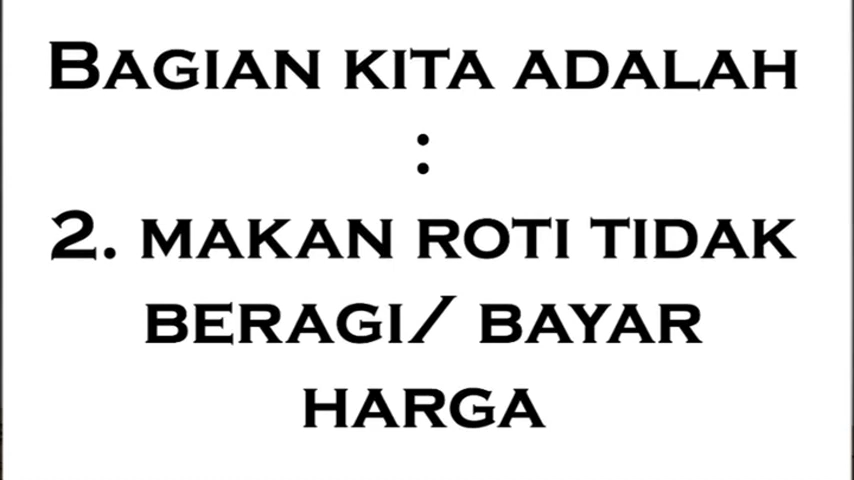 Bagian kita adalah
:
2. makan roti tidak
beragi/ bayar
harga